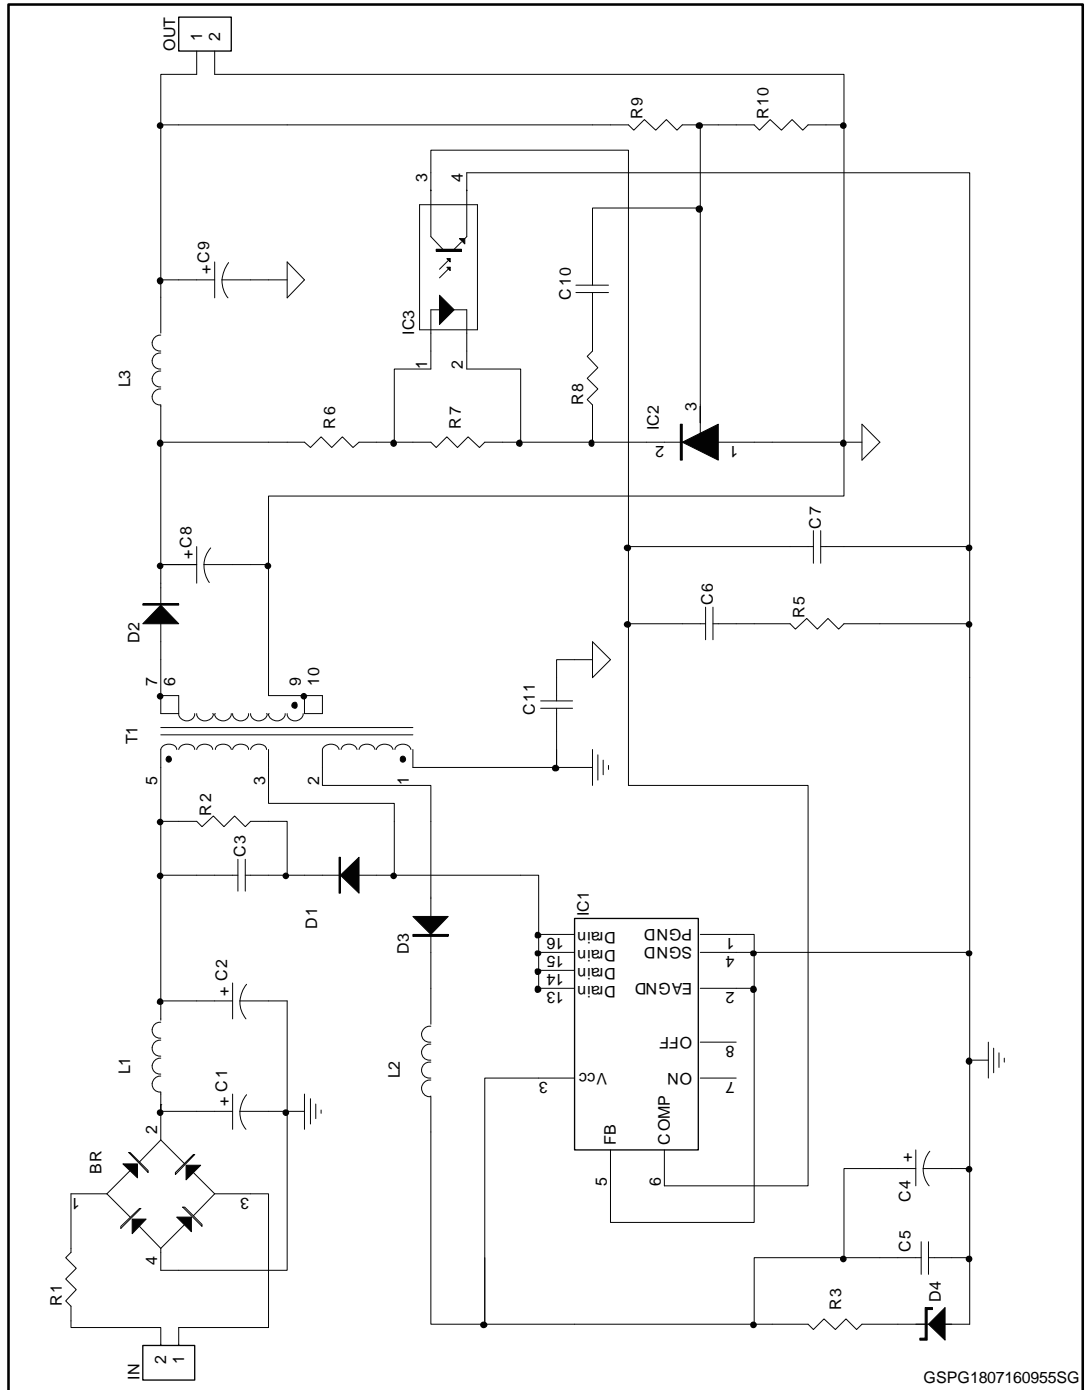 OUT
1
2
R9
R10
3
4
+C9
IC3
C10
L3
1
2
R8
R6
R7
IC2
3
2
1
+C8
C7
D2
C6
R5
7
6
9
10
T1
C11
5
3
2
1
R2
C3
D1
D3
IC1
Drain
Drain
Drain
Drain
16
15
14
13
PGND
SGND
EAGND
OFF
ON
1
4
2
8
7
Vcc
3
FB
COMP
5
6
L1
+C2
+C1
L2
BR
2
1
3
4
R1
C4 +
C5
R3
D4
IN
2
1
GSPG1807160955SG